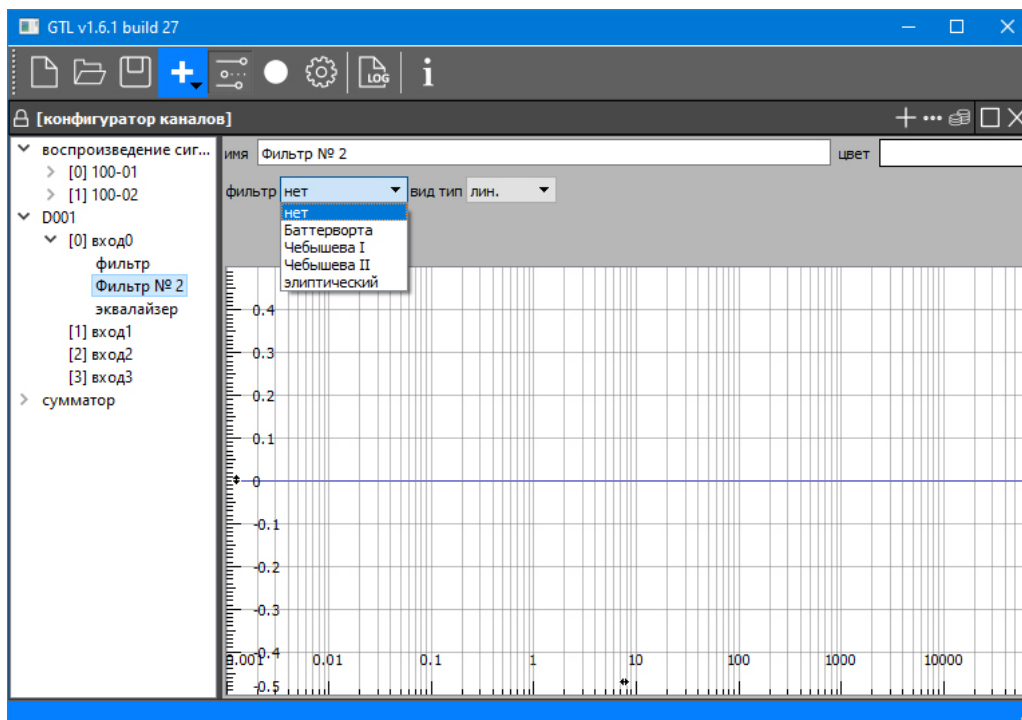 GTL v1.6.1 build 27
LOG
[конфигуратор каналов]
воспроизведение сиг...
[0] 100-01
[1] 100-02
D001
[0] вход0
фильтр
Фильтр № 2
эквалайзер
[1] вход1
[2] вход2
[3] вход3
сумматор
имя Фильтр № 2 цвет
фильтр нет вид тип лин.
нет
Баттерворта
Чебышева I
Чебышева II
элиптический
0.4
0.3
0.2
0.1
0
-0.1
-0.2
-0.3
-0.4
0.001 0.01 0.1 1 10 100 1000 10000
-0.5